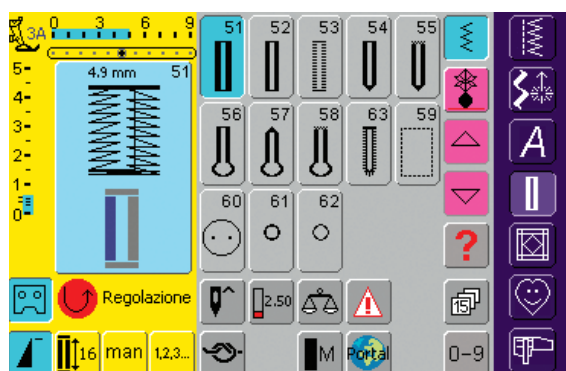 3A 0 3 6 9
5 4 3 2 1 0
4.9 mm 51
51 52 53 54 55
56 57 58 63 59
60 61 62
A
?
Regolazione
2.50
15
16 man 1,2,3...
M Portal
0-9